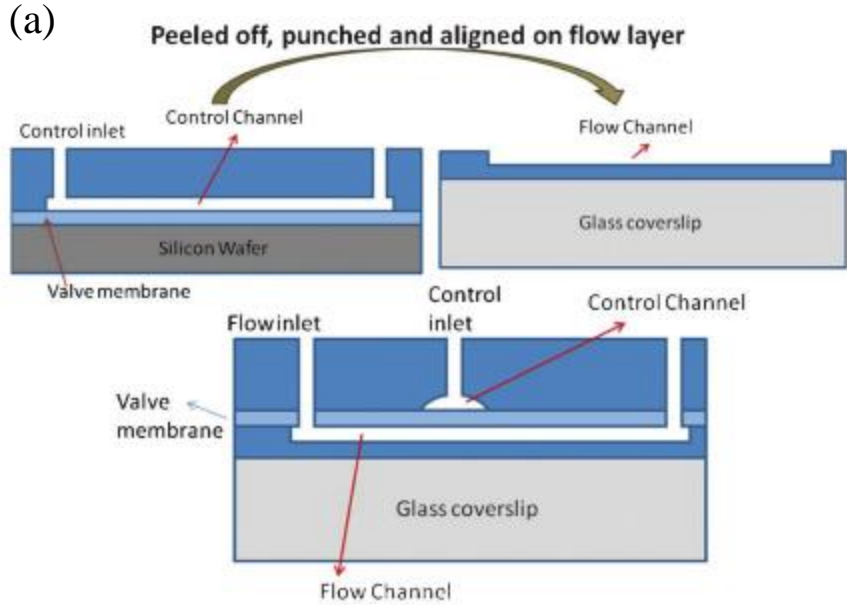 (a)
Peeled off, punched and aligned on flow layer
Control inlet
Control Channel
Flow Channel
Glass coverslip
Silicon Wafer
Valve membrane
Flow inlet
Control
inlet
Control Channel
Valve
membrane
Glass coverslip
Flow Channel